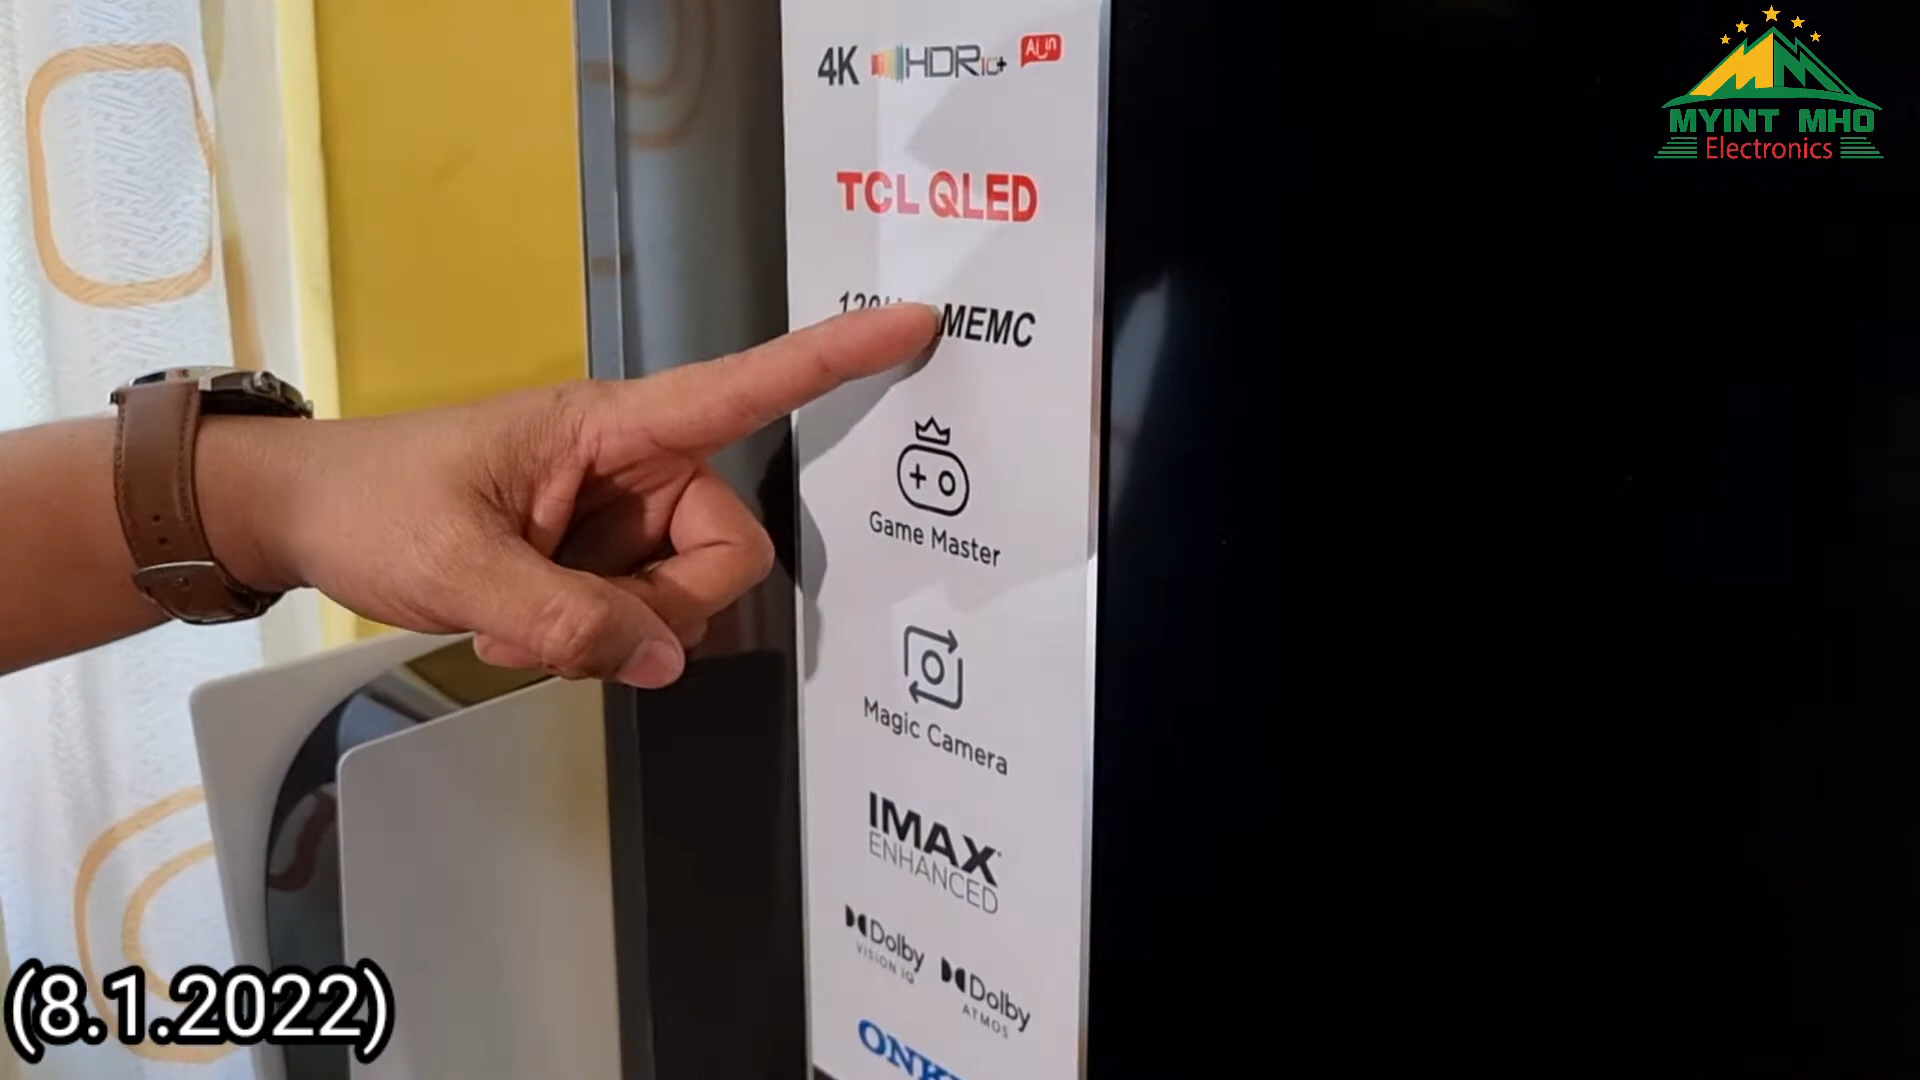 4K HDR10+ AI-IN
TCL QLED
MEMC
Game Master
Magic Camera
IMAX
ENHANCED
Dolby
VISION IQ
Dolby
ATMOS
MYINT MHO
Electronics
(8.1.2022)